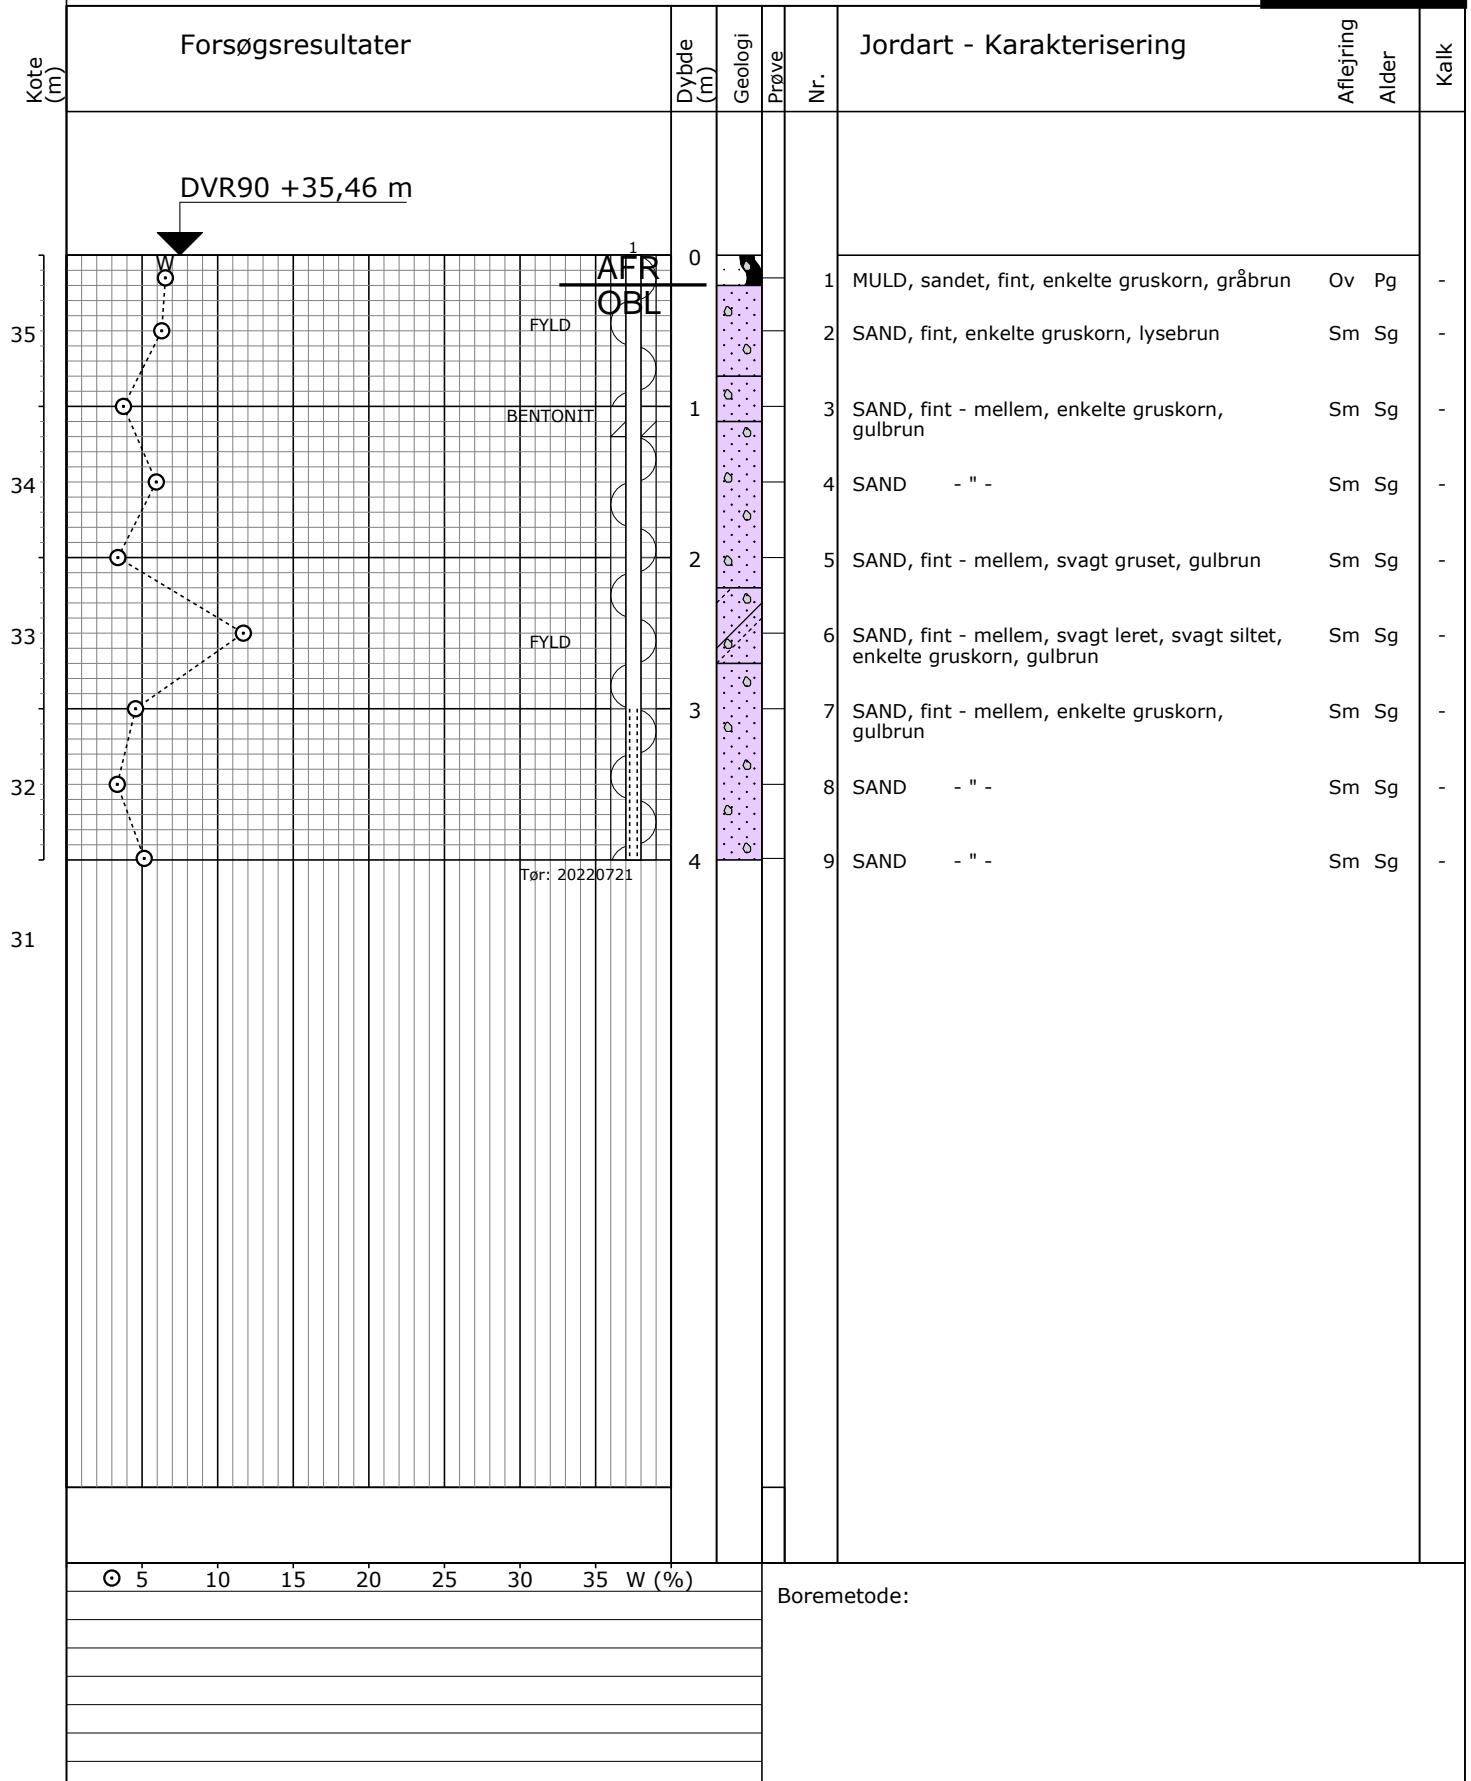 Kote
(m)
Forsøgsresultater
Dybde
(m)
Geologi
Prøve
Nr.
Jordart - Karakterisering
Aflejring
Alder
Kalk
DVR90 +35,46 m
W
1
AFR
0
1 MULD, sandet, fint, enkelte gruskorn, gråbrun Ov Pg -
OBL
35
FYLD
2 SAND, fint, enkelte gruskorn, lysebrun Sm Sg -
BENTONIT
1
3 SAND, fint - mellem, enkelte gruskorn, Sm Sg -
gulbrun
34
4 SAND - " - Sm Sg -
2
5 SAND, fint - mellem, svagt gruset, gulbrun Sm Sg -
33
FYLD
6 SAND, fint - mellem, svagt leret, svagt siltet, Sm Sg -
enkelte gruskorn, gulbrun
3
7 SAND, fint - mellem, enkelte gruskorn, Sm Sg -
gulbrun
32
8 SAND - " - Sm Sg -
4
9 SAND - " - Sm Sg -
Tør: 20220721
31
5 10 15 20 25 30 35 W (%)
Boremetode: